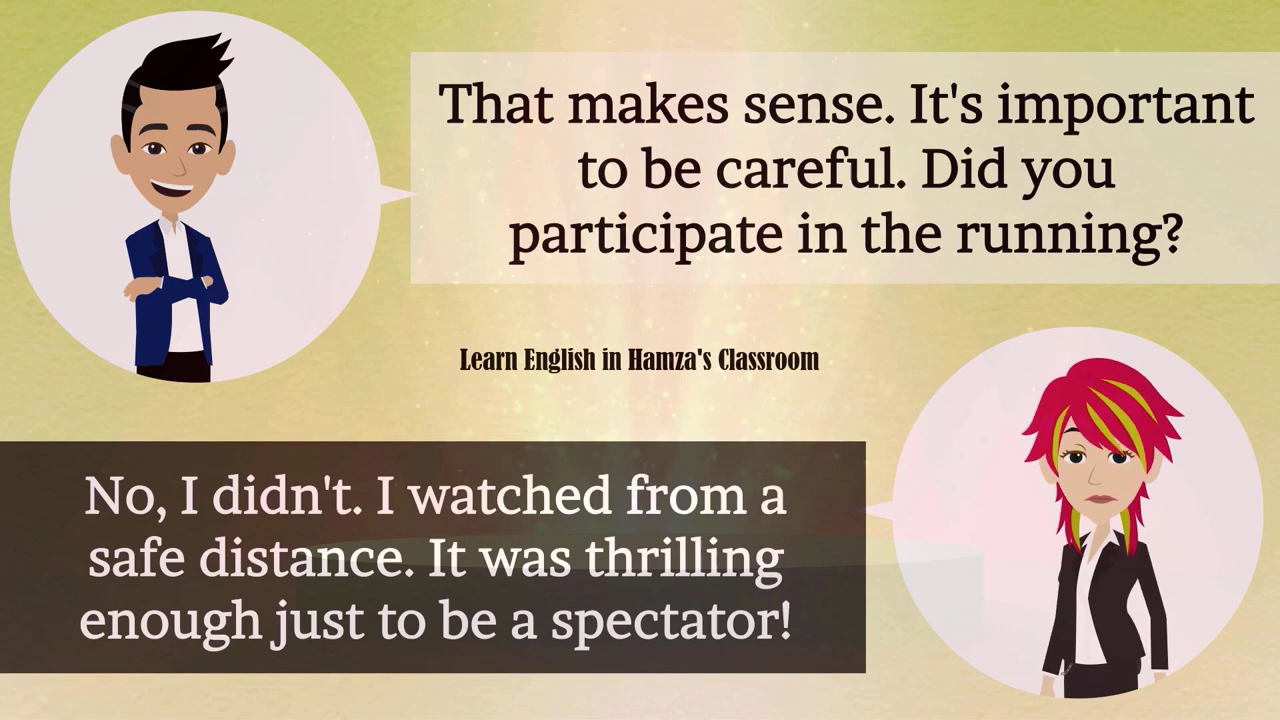 That makes sense. It's important
to be careful. Did you
participate in the running?
Learn English in Hamza's Classroom
No, I didn't. I watched from a
safe distance. It was thrilling
enough just to be a spectator!